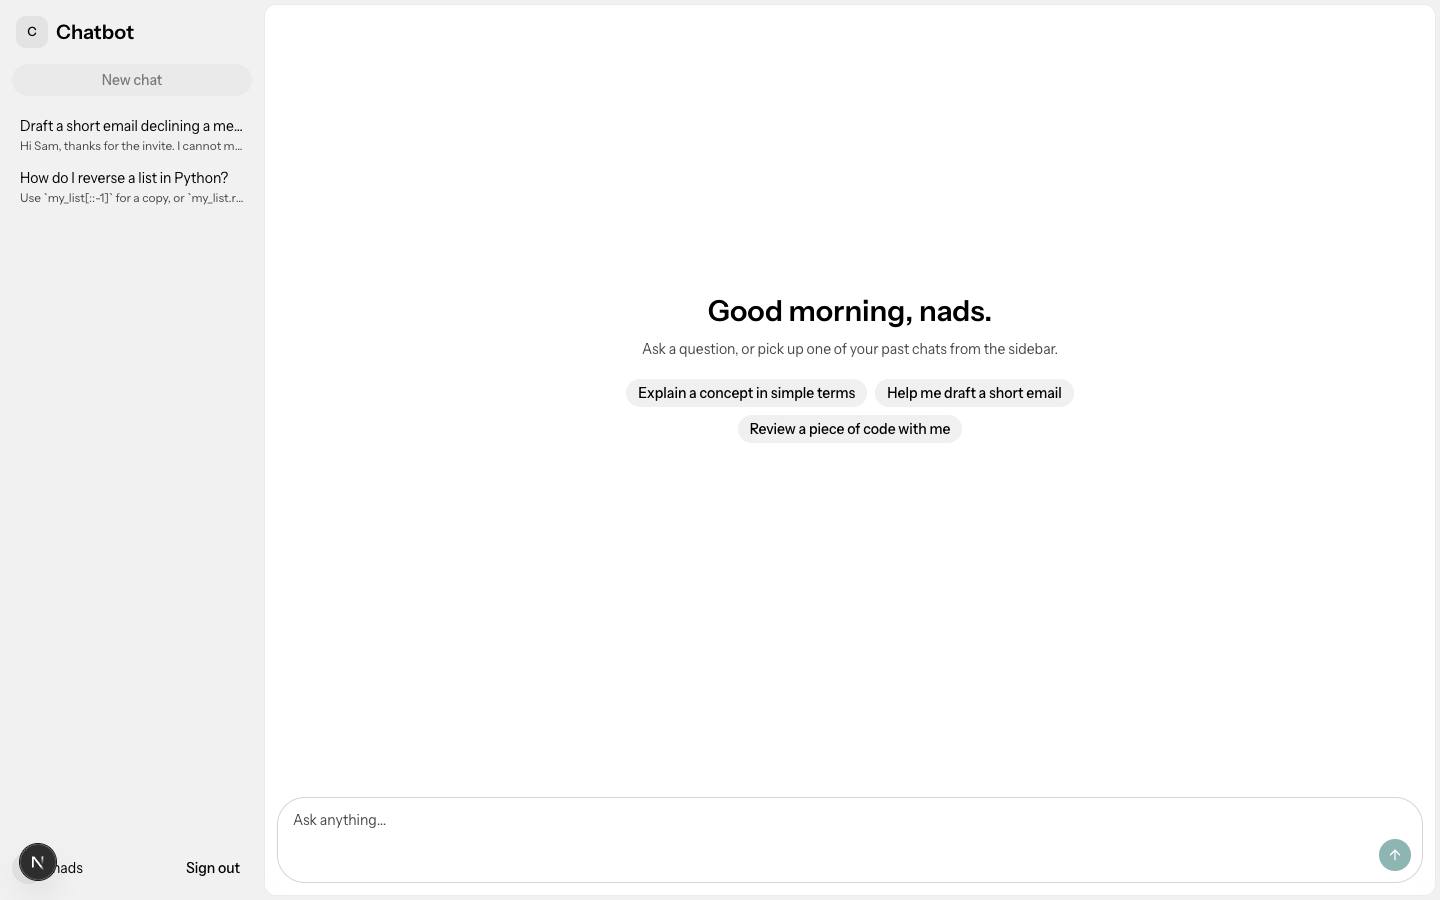 C Chatbot
New chat
Draft a short email declining a me...
Hi Sam, thanks for the invite. I cannot m...
How do I reverse a list in Python?
Use `my_list[::-1]` for a copy, or `my_list.r...
Good morning, nads.
Ask a question, or pick up one of your past chats from the sidebar.
Explain a concept in simple terms
Help me draft a short email
Review a piece of code with me
Ask anything...
N nads
Sign out